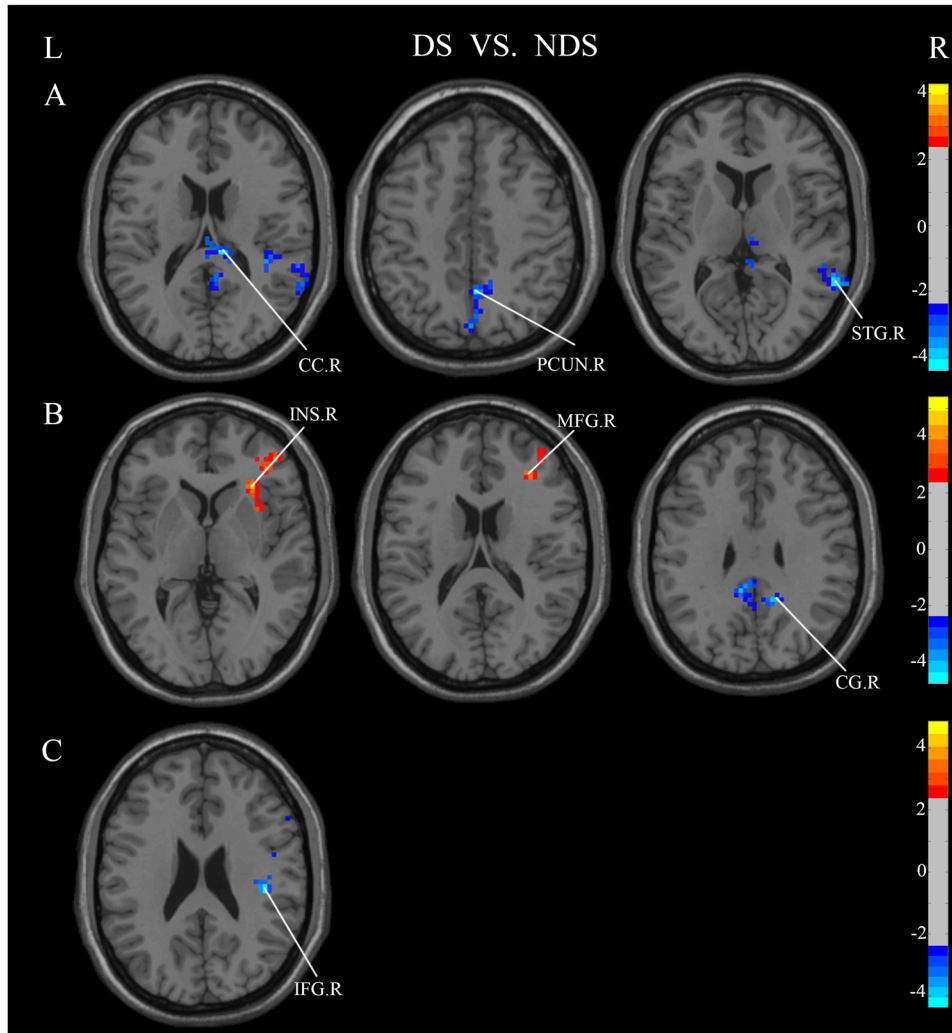 L DS VS. NDS R
A
4
2
0
-2
-4
CC.R
PCUN.R
STG.R
B
INS.R
MFG.R
4
2
0
-2
-4
CG.R
C
4
2
0
-2
-4
IFG.R